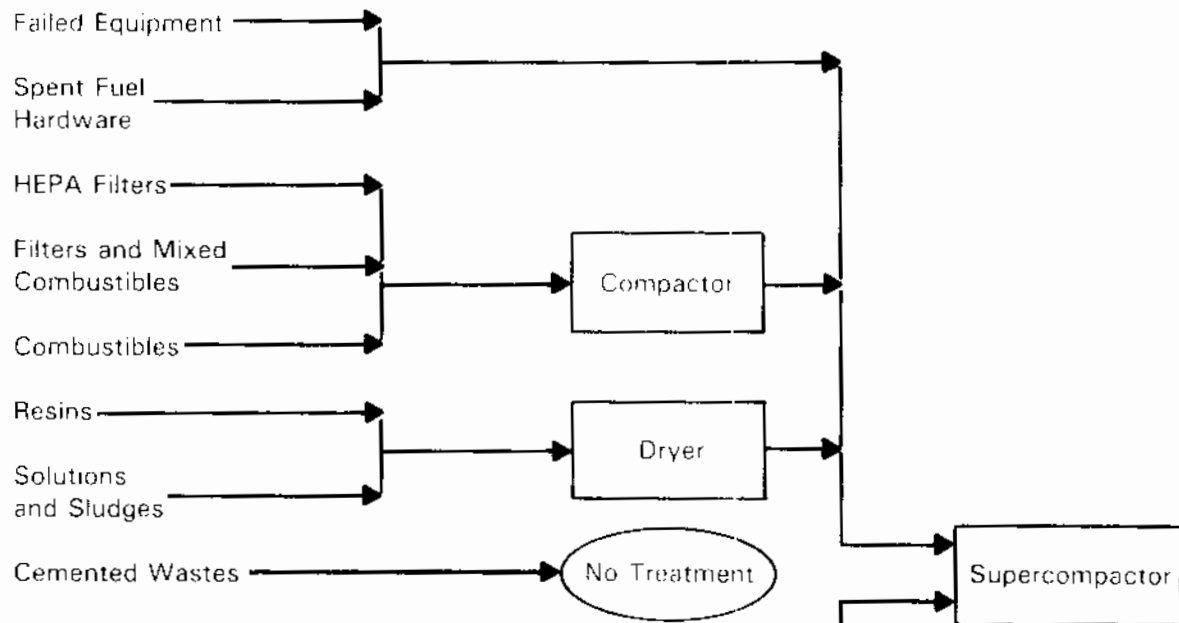 Failed Equipment
Spent Fuel
Hardware
HEPA Filters
Filters and Mixed
Combustibles
Compactor
Combustibles
Resins
Dryer
Solutions
and Sludges
Cemented Wastes
No Treatment
Supercompactor